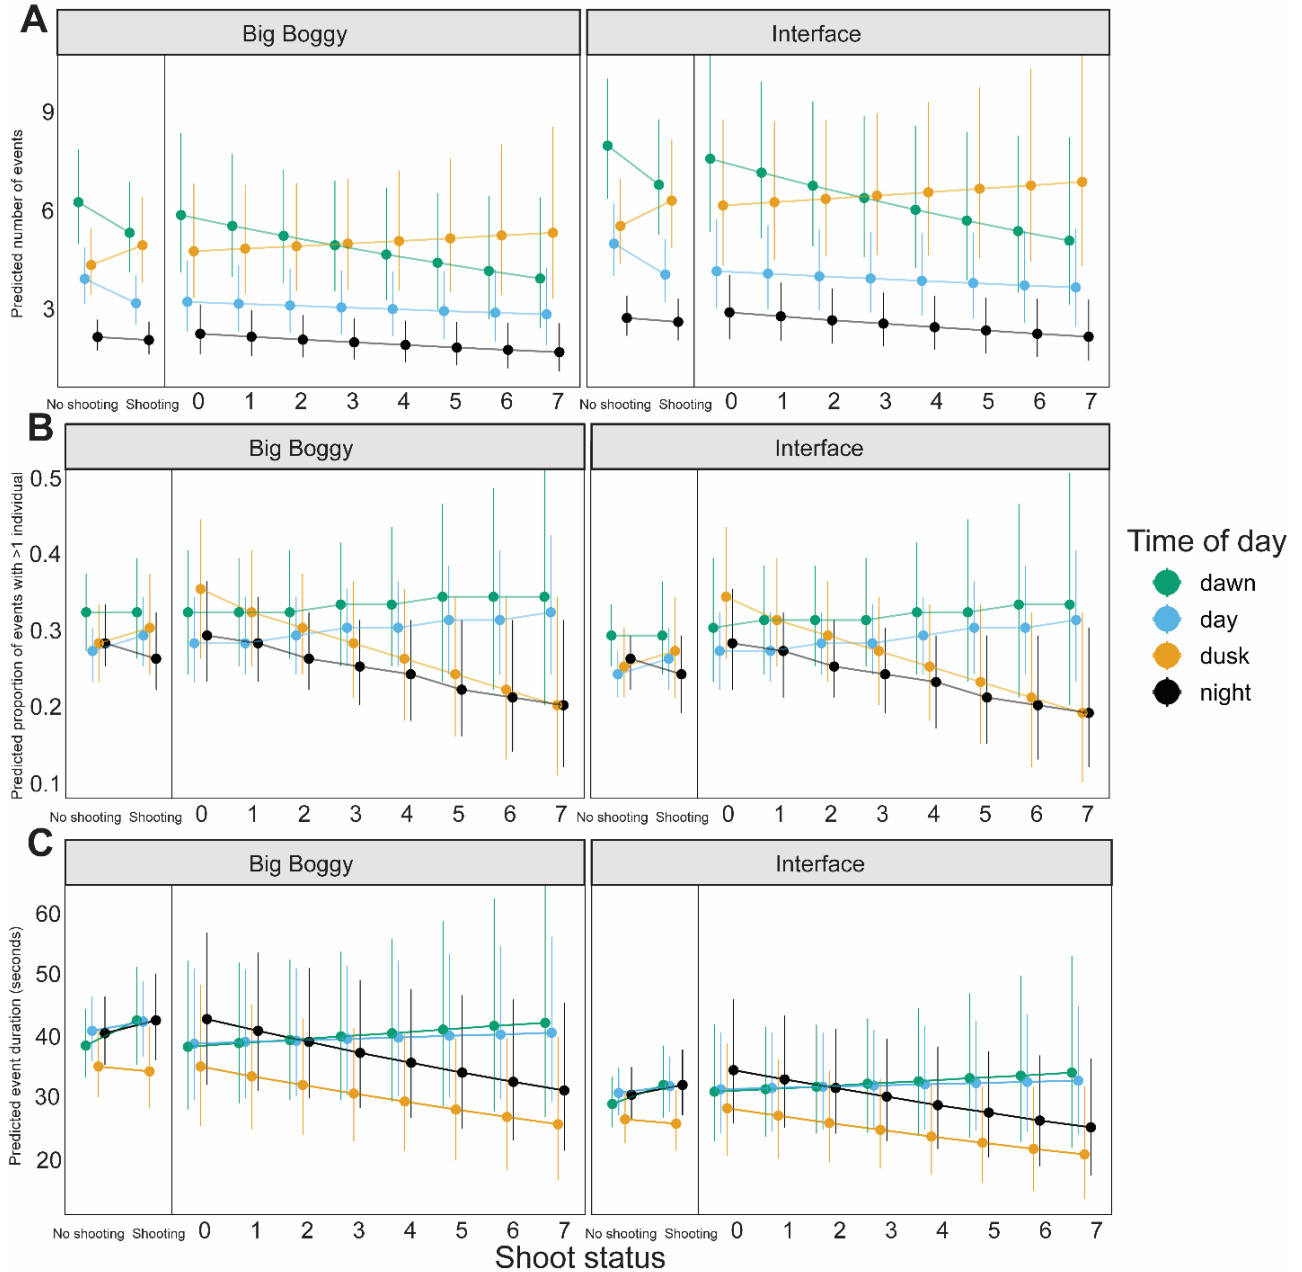 A
Big Boggy
Interface
Predicted number of events
9
6
3
No shooting Shooting 0 1 2 3 4 5 6 7
No shooting Shooting 0 1 2 3 4 5 6 7
B
Big Boggy
Interface
Predicted proportion of events with >1 individual
0.5
0.4
0.3
0.2
0.1
No shooting Shooting 0 1 2 3 4 5 6 7
No shooting Shooting 0 1 2 3 4 5 6 7
Time of day
dawn
day
dusk
night
C
Big Boggy
Interface
Predicted event duration (seconds)
60
50
40
30
20
No shooting Shooting 0 1 2 3 4 5 6 7
No shooting Shooting 0 1 2 3 4 5 6 7
Shoot status